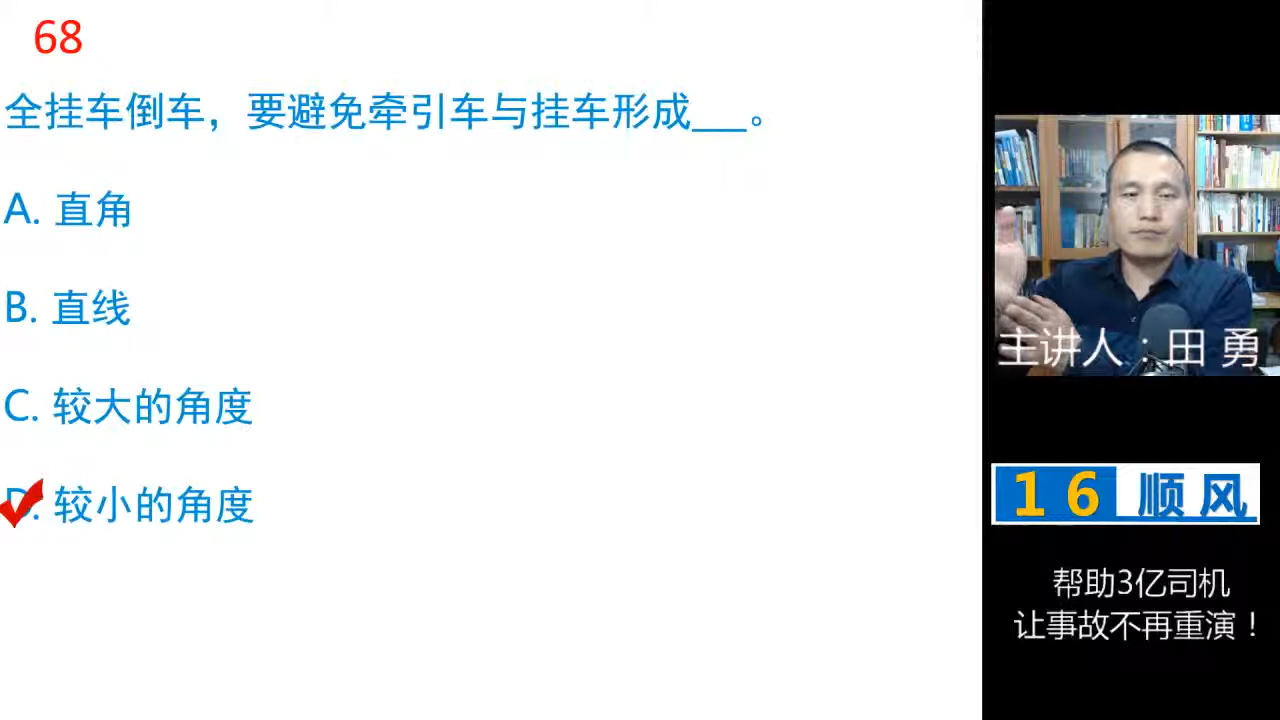 68
全挂车倒车，要避免牵引车与挂车形成___。
A. 直角
B. 直线
C. 较大的角度
D. 较小的角度
主讲人：田 勇
16 顺风
帮助3亿司机
让事故不再重演！